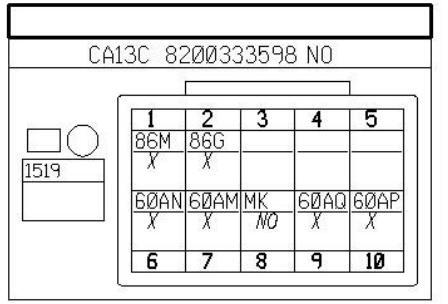 CA13C 8200333598 NO
1 2 3 4 5
86M 86G
X X
1519
60AN 60AM MK 60AQ 60AP
X X NO X X
6 7 8 9 10